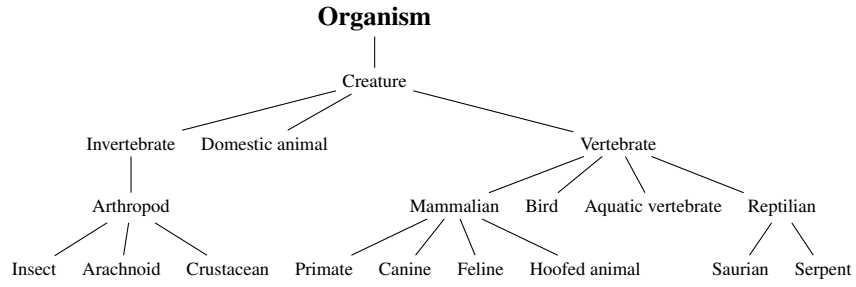 Organism
Creature
Invertebrate Domestic animal Vertebrate
Arthropod Mammalian Bird Aquatic vertebrate Reptilian
Insect Arachnoid Crustacean Primate Canine Feline Hoofed animal Saurian Serpent